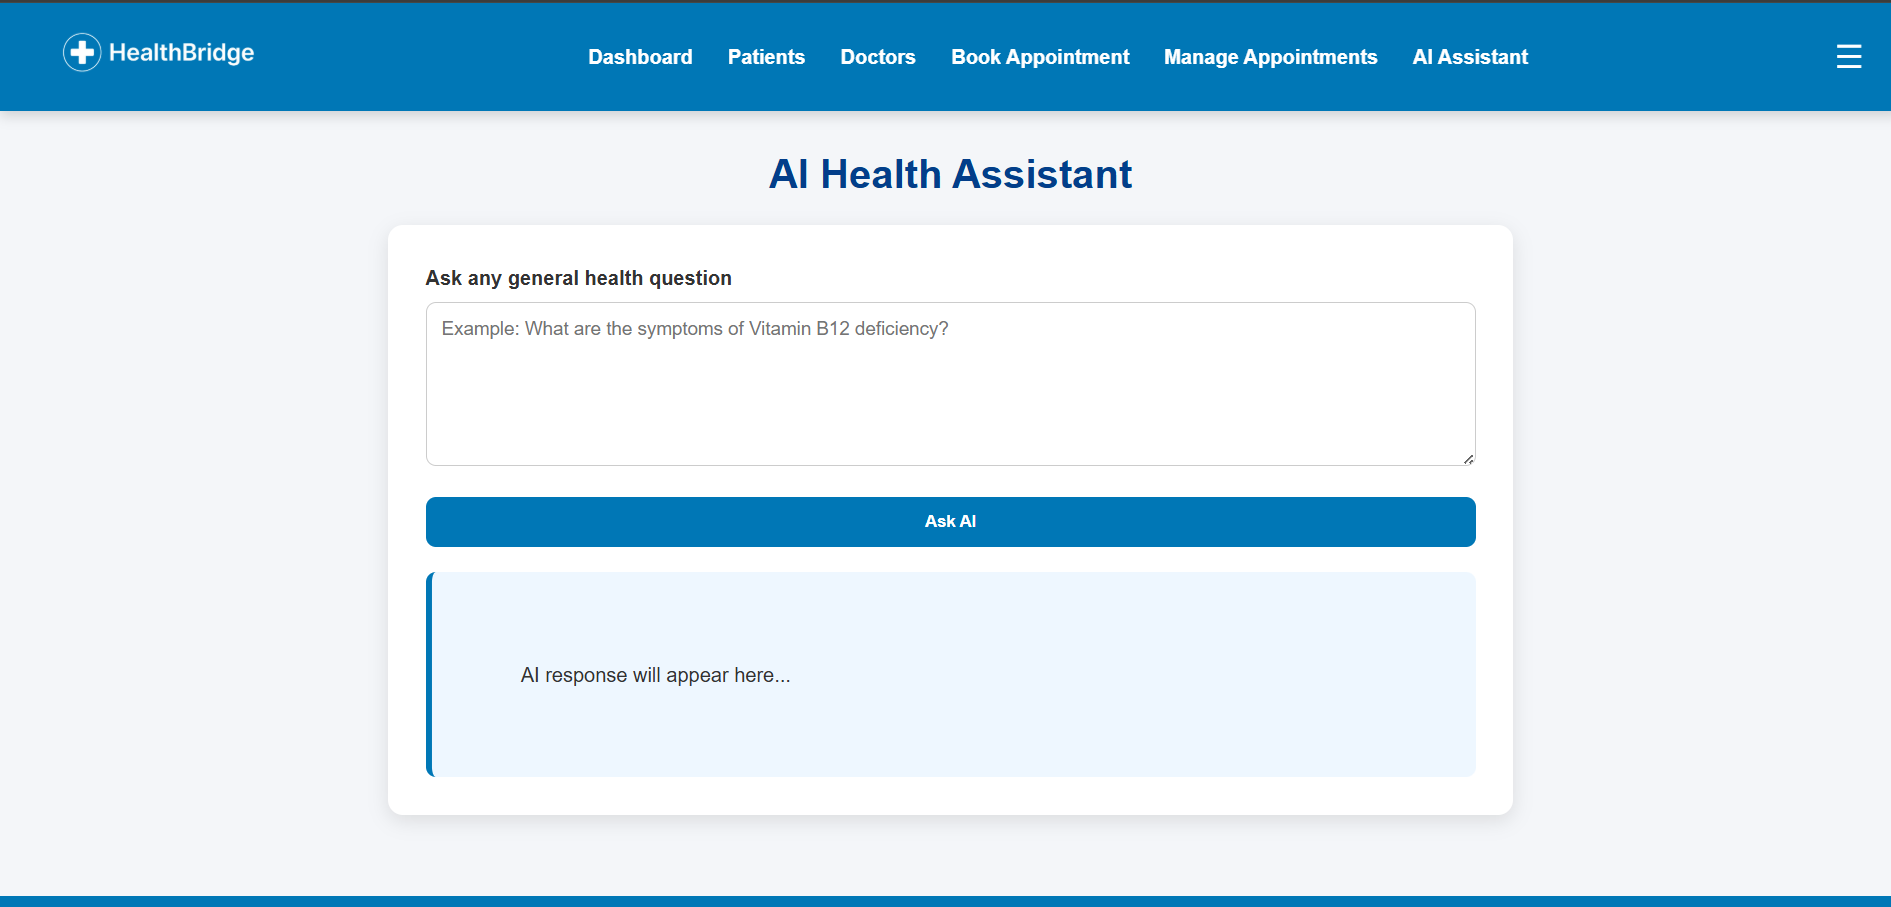 HealthBridge
Dashboard Patients Doctors Book Appointment Manage Appointments AI Assistant
AI Health Assistant
Ask any general health question
Example: What are the symptoms of Vitamin B12 deficiency?
Ask AI
AI response will appear here...